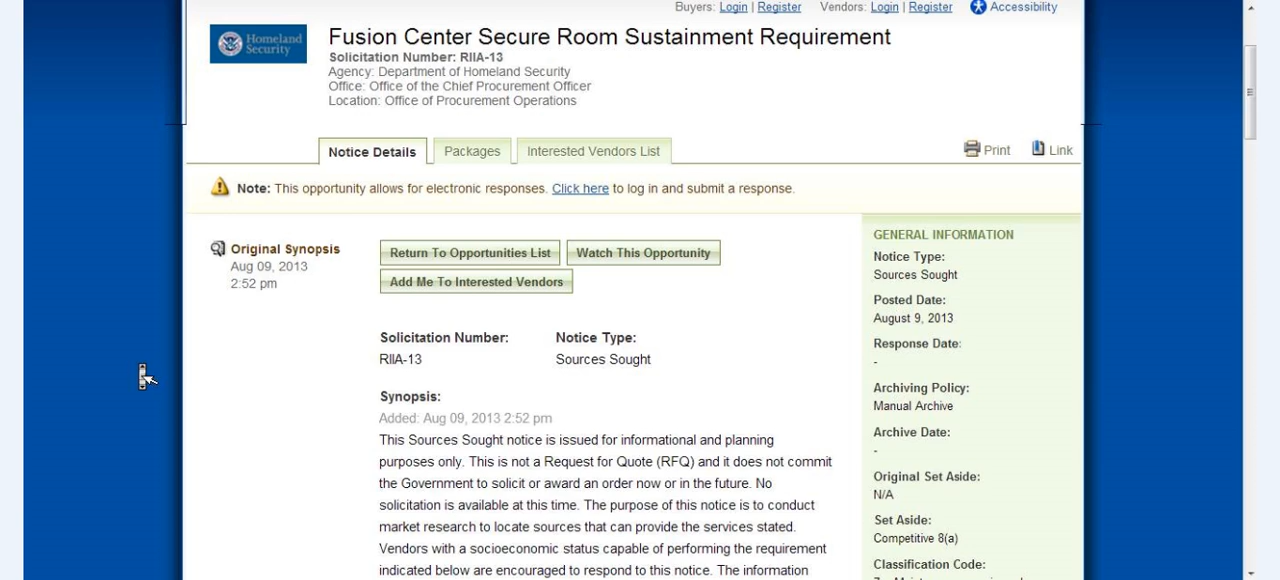 Buyers: Login | Register Vendors: Login | Register Accessibility
Homeland
Security
Fusion Center Secure Room Sustainment Requirement
Solicitation Number: RIIA-13
Agency: Department of Homeland Security
Office: Office of the Chief Procurement Officer
Location: Office of Procurement Operations
Notice Details Packages Interested Vendors List Print Link
Note: This opportunity allows for electronic responses. Click here to log in and submit a response.
Original Synopsis
Aug 09, 2013
2:52 pm
Return To Opportunities List Watch This Opportunity
Add Me To Interested Vendors
Solicitation Number: Notice Type:
RIIA-13 Sources Sought
Synopsis:
Added: Aug 09, 2013 2:52 pm
This Sources Sought notice is issued for informational and planning
purposes only. This is not a Request for Quote (RFQ) and it does not commit
the Government to solicit or award an order now or in the future. No
solicitation is available at this time. The purpose of this notice is to conduct
market research to locate sources that can provide the services stated.
Vendors with a socioeconomic status capable of performing the requirement
indicated below are encouraged to respond to this notice. The information
GENERAL INFORMATION
Notice Type:
Sources Sought
Posted Date:
August 9, 2013
Response Date:
-
Archiving Policy:
Manual Archive
Archive Date:
-
Original Set Aside:
N/A
Set Aside:
Competitive 8(a)
Classification Code: